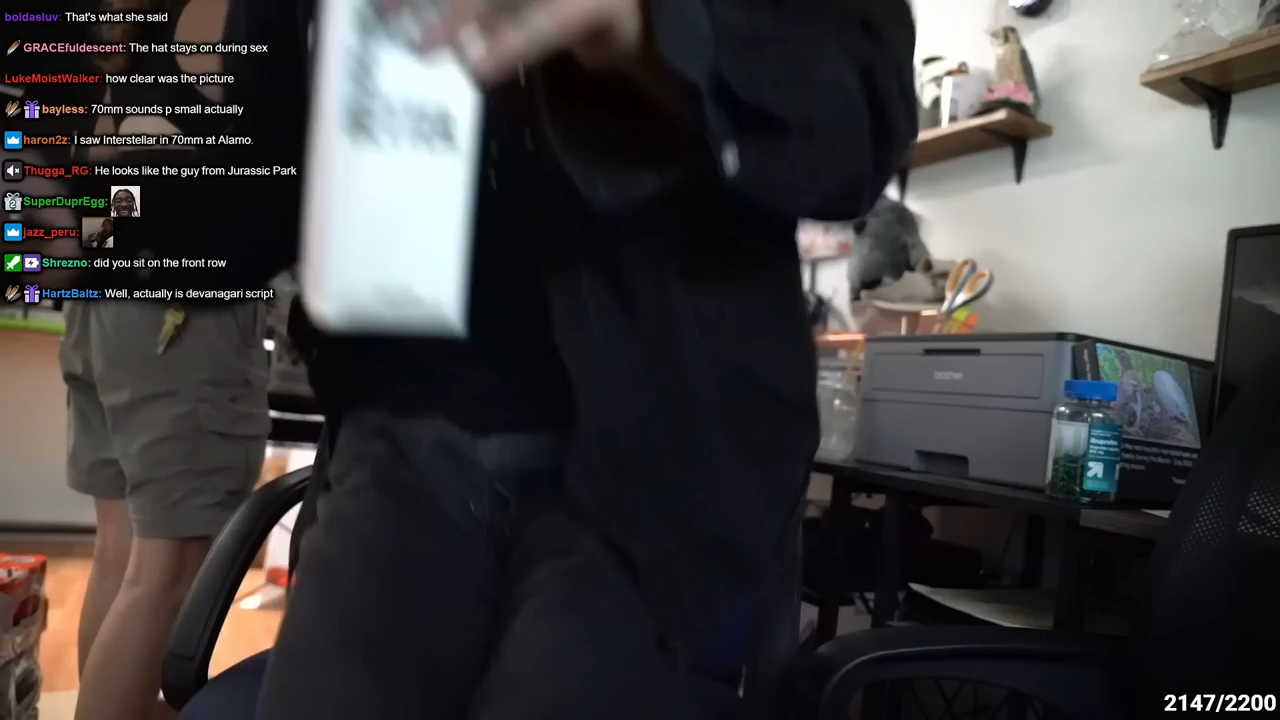 boldasluv: That's what she said
GRACEfuldescent: The hat stays on during sex
LukeMoistWalker: how clear was the picture
bayless: 70mm sounds p small actually
haron2z: I saw Interstellar in 70mm at Alamo.
Thugga_RG: He looks like the guy from Jurassic Park
SuperDuprEgg:
jazz_peru:
Shrezno: did you sit on the front row
HartzBaltz: Well, actually is devanagari script
brother
Ibuprofen
2147/2200